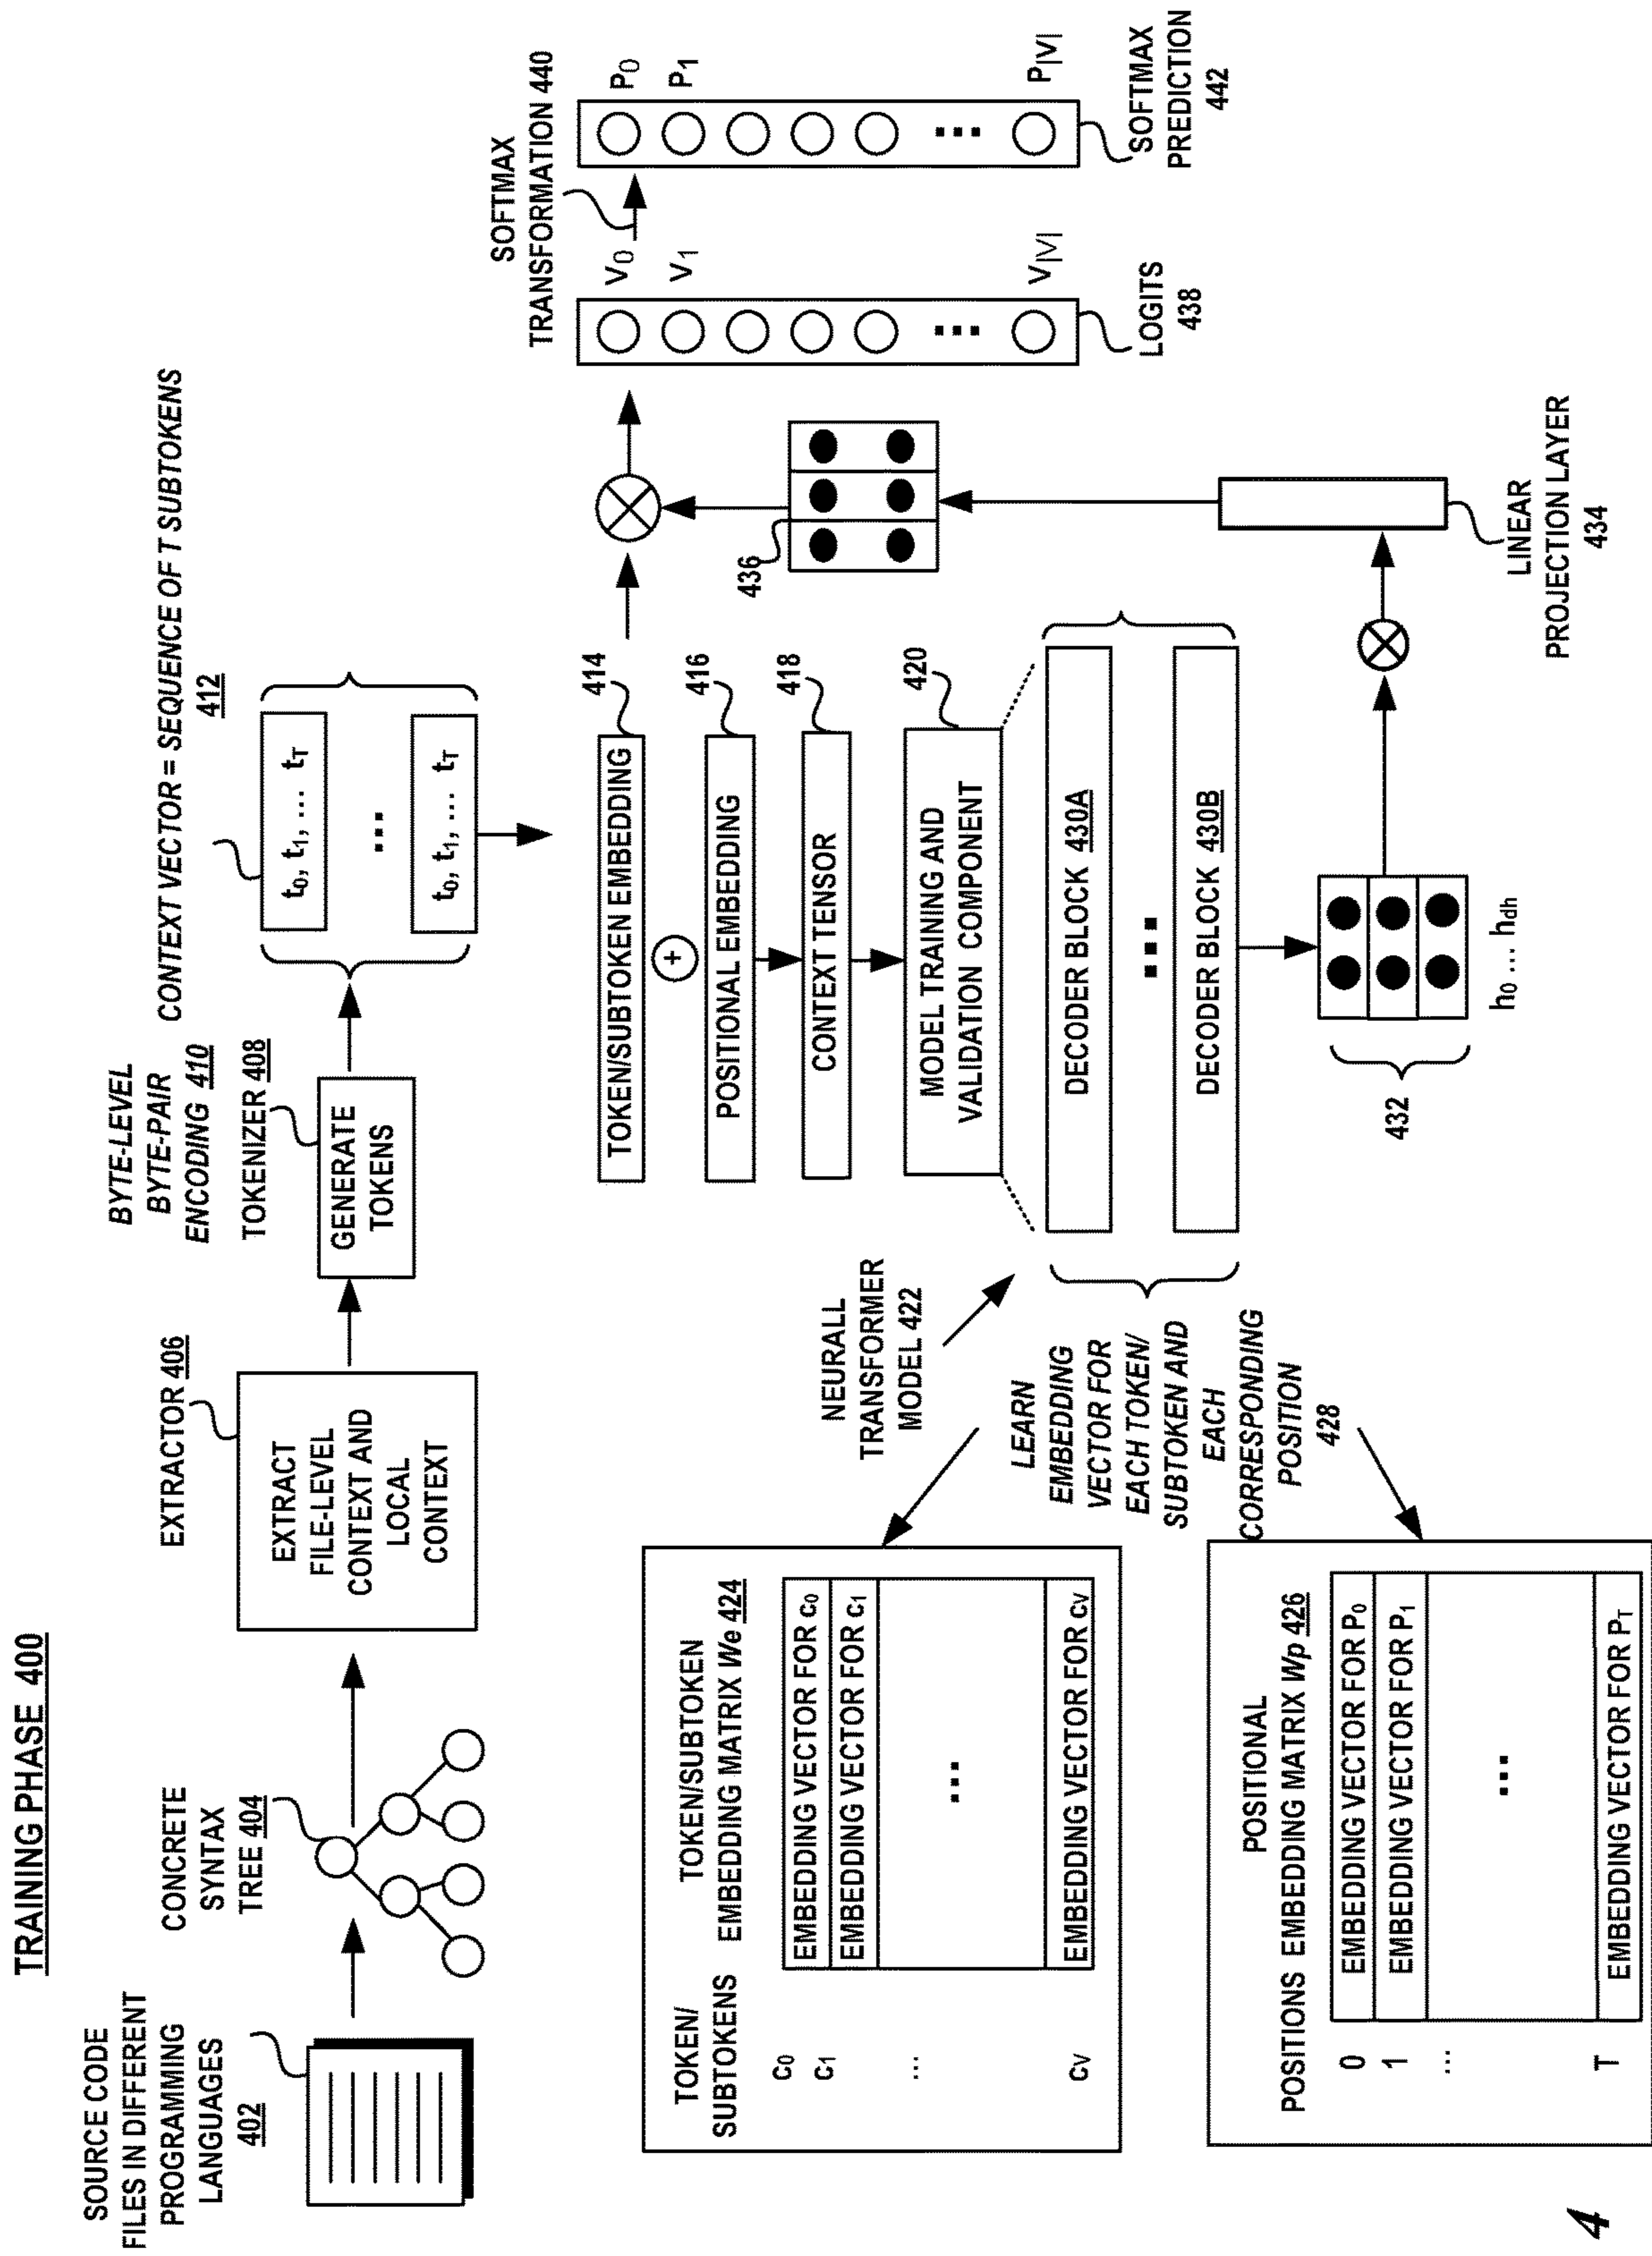 TRAINING PHASE 400
SOURCE CODE
FILES IN DIFFERENT
PROGRAMMING
LANGUAGES
402
CONCRETE
SYNTAX
TREE 404
EXTRACTOR 406
EXTRACT
FILE-LEVEL
CONTEXT AND
LOCAL
CONTEXT
BYTE-LEVEL
BYTE-PAIR
ENCODING 410
TOKENIZER 408
GENERATE
TOKENS
CONTEXT VECTOR = SEQUENCE OF T SUBTOKENS
412
t0, t1, ... tT
...
t0, t1, ... tT
TOKEN/SUBTOKEN EMBEDDING
414
+
POSITIONAL EMBEDDING
416
CONTEXT TENSOR
418
MODEL TRAINING AND
VALIDATION COMPONENT
420
DECODER BLOCK 430A
...
DECODER BLOCK 430B
NEURALL
TRANSFORMER
MODEL 422
LEARN
EMBEDDING
VECTOR FOR
EACH TOKEN/
SUBTOKEN AND
EACH
CORRESPONDING
POSITION
428
TOKEN/
SUBTOKENS
TOKEN/SUBTOKEN
EMBEDDING MATRIX We 424
c0 EMBEDDING VECTOR FOR c0
c1 EMBEDDING VECTOR FOR c1
... ...
cV EMBEDDING VECTOR FOR cV
POSITIONAL
POSITIONS EMBEDDING MATRIX Wp 426
0 EMBEDDING VECTOR FOR P0
1 EMBEDDING VECTOR FOR P1
... ...
T EMBEDDING VECTOR FOR PT
432
h0 ... hdh
LINEAR
PROJECTION LAYER
434
436
SOFTMAX
TRANSFORMATION 440
V0
V1
...
V|V|
LOGITS
438
P0
P1
...
P|V|
SOFTMAX
PREDICTION
442
4